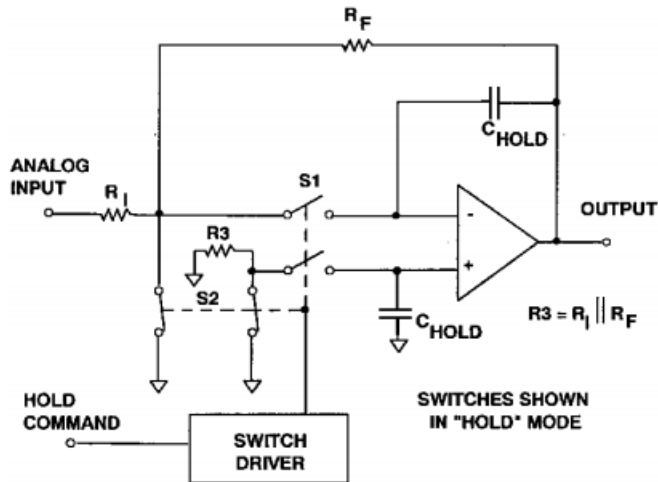 R F
C HOLD
ANALOG
INPUT
R I
S1
OUTPUT
R3
-
+
S2
C HOLD
R3 = R I || R F
HOLD
COMMAND
SWITCH
DRIVER
SWITCHES SHOWN
IN "HOLD" MODE